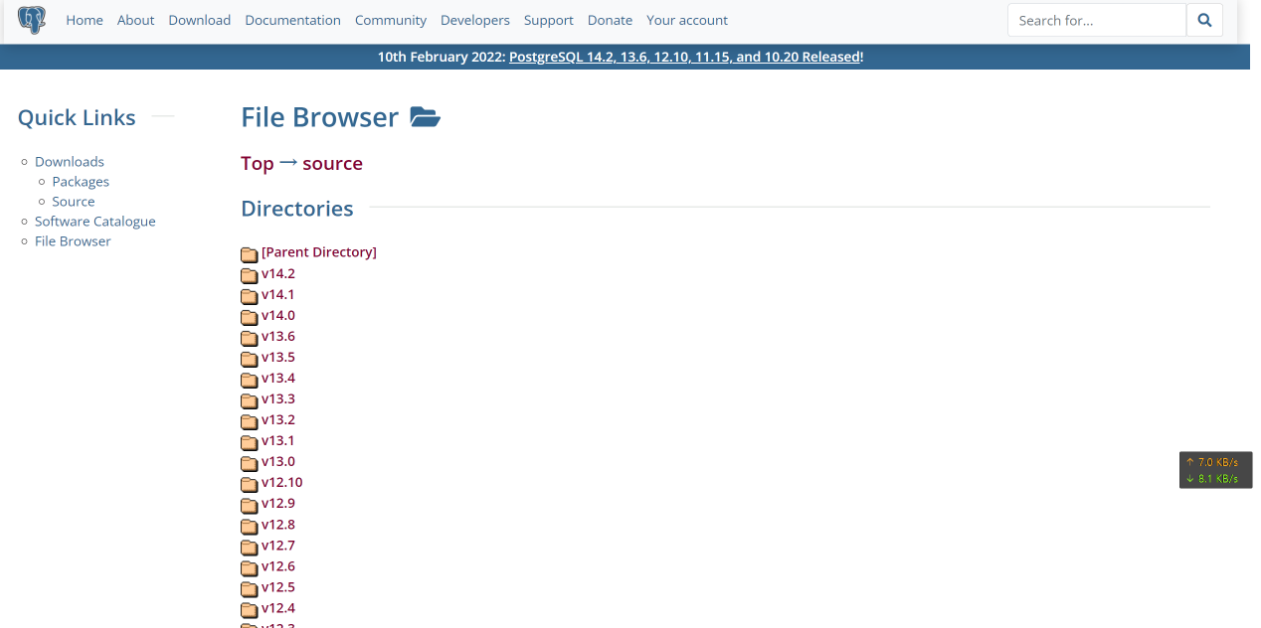 Home About Download Documentation Community Developers Support Donate Your account Search for...
10th February 2022: PostgreSQL 14.2, 13.6, 12.10, 11.15, and 10.20 Released!
Quick Links
Downloads
Packages
Source
Software Catalogue
File Browser
File Browser
Top → source
Directories
[Parent Directory]
v14.2
v14.1
v14.0
v13.6
v13.5
v13.4
v13.3
v13.2
v13.1
v13.0
v12.10
v12.9
v12.8
v12.7
v12.6
v12.5
v12.4
↑ 7.0 KB/s
↓ 8.1 KB/s